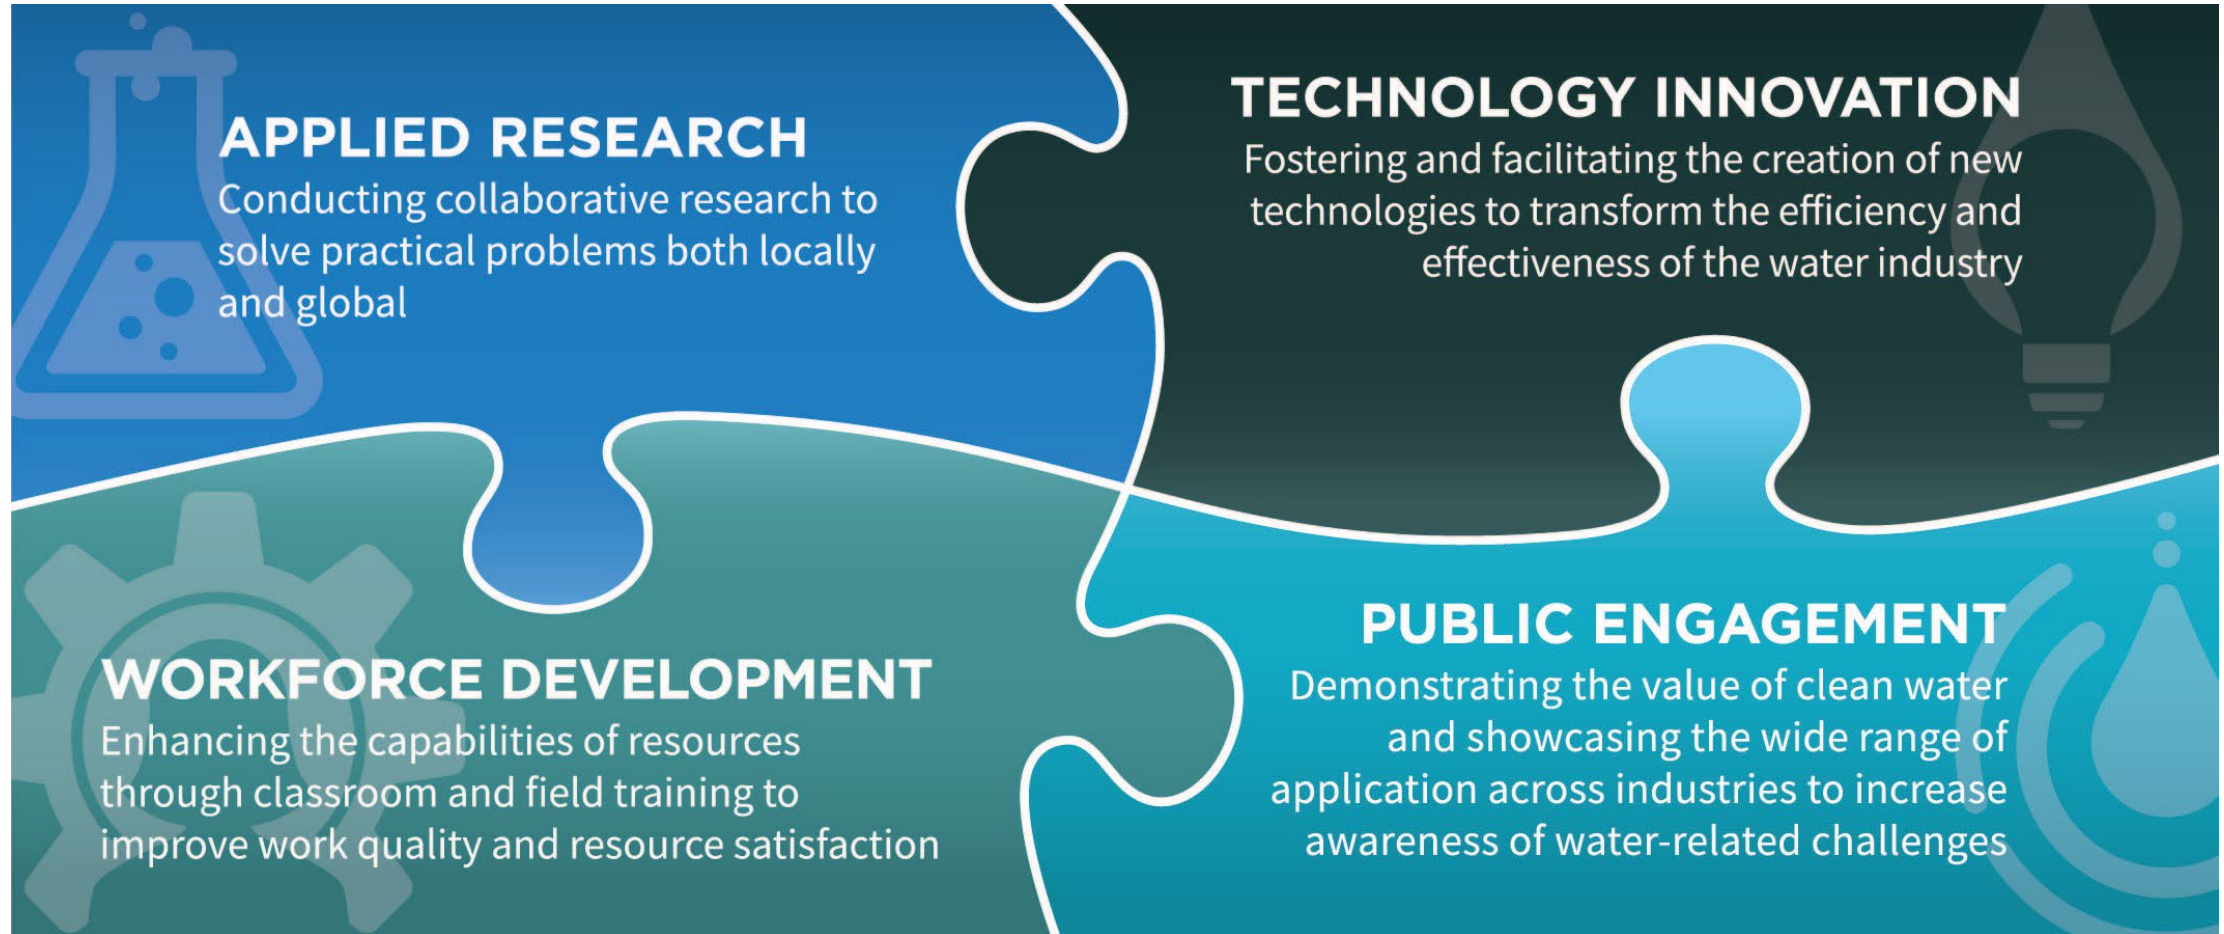 APPLIED RESEARCH
Conducting collaborative research to
solve practical problems both locally
and global
TECHNOLOGY INNOVATION
Fostering and facilitating the creation of new
technologies to transform the efficiency and
effectiveness of the water industry
WORKFORCE DEVELOPMENT
Enhancing the capabilities of resources
through classroom and field training to
improve work quality and resource satisfaction
PUBLIC ENGAGEMENT
Demonstrating the value of clean water
and showcasing the wide range of
application across industries to increase
awareness of water-related challenges